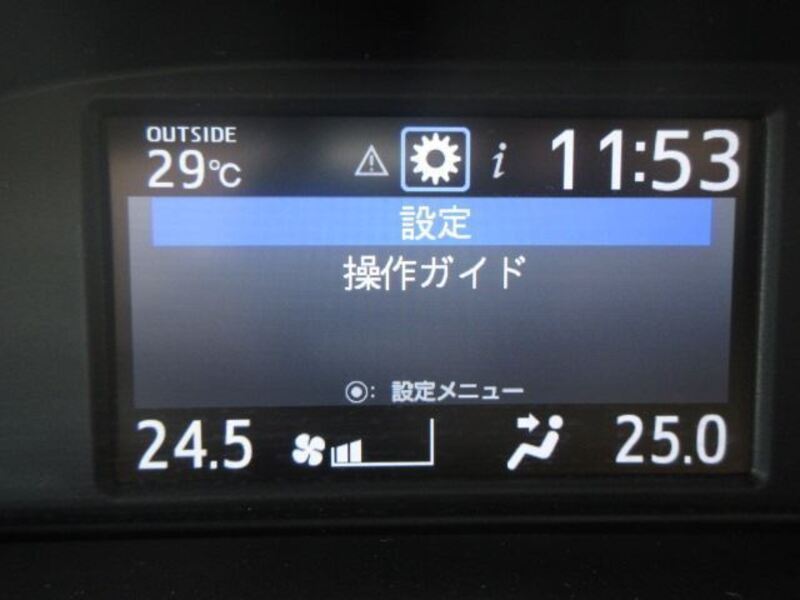 OUTSIDE
29℃ i 11:53
設定
操作ガイド
◉: 設定メニュー
24.5 25.0